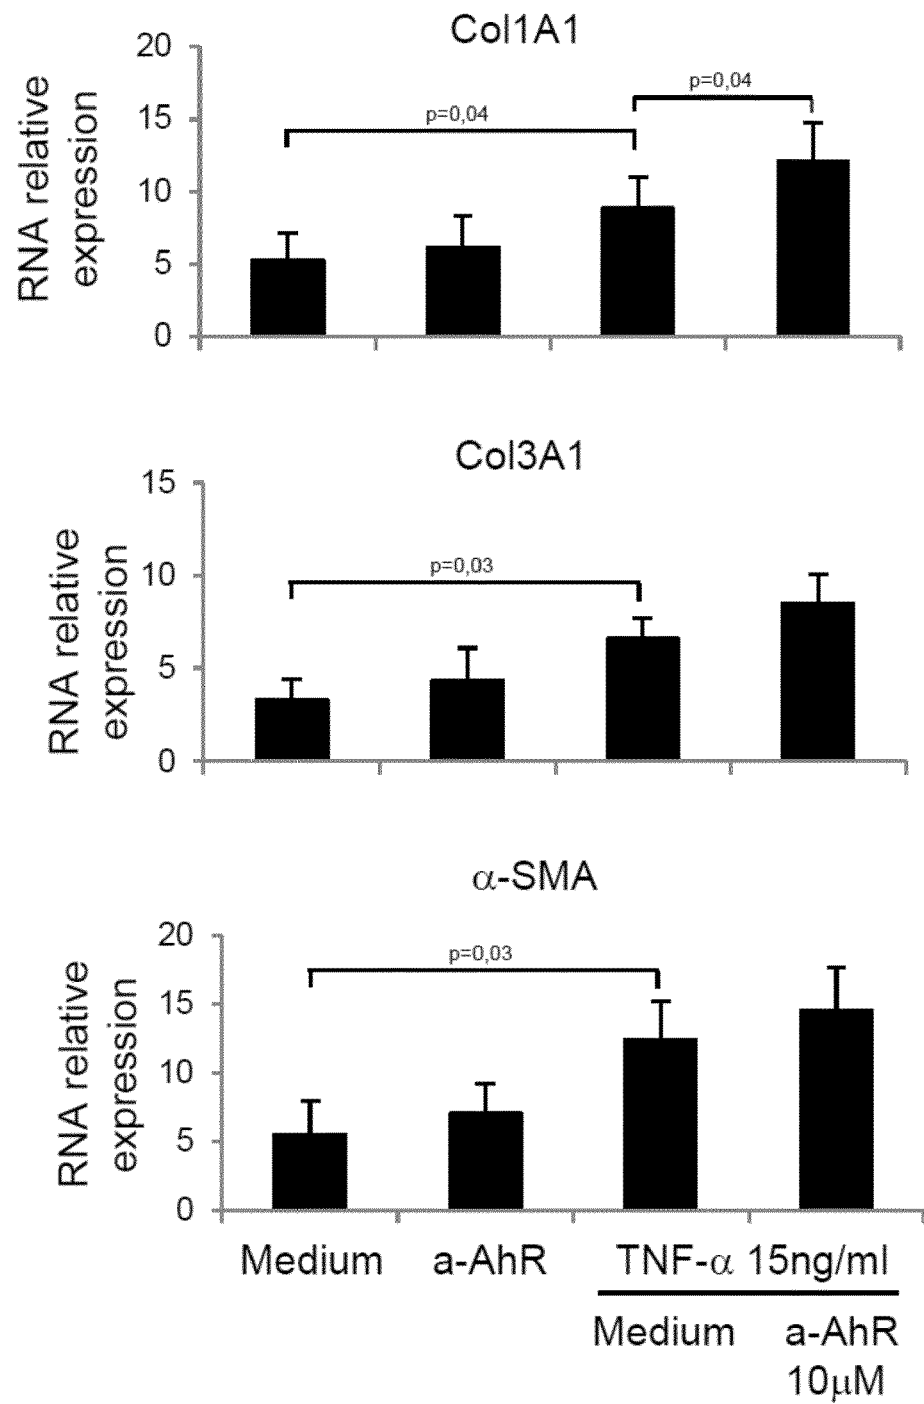 Col1A1
RNA relative
expression
20
15
10
5
0
p=0,04
p=0,04
Col3A1
RNA relative
expression
15
10
5
0
p=0,03
α-SMA
RNA relative
expression
20
15
10
5
0
p=0,03
Medium a-AhR TNF-α 15ng/ml
Medium a-AhR
10μM